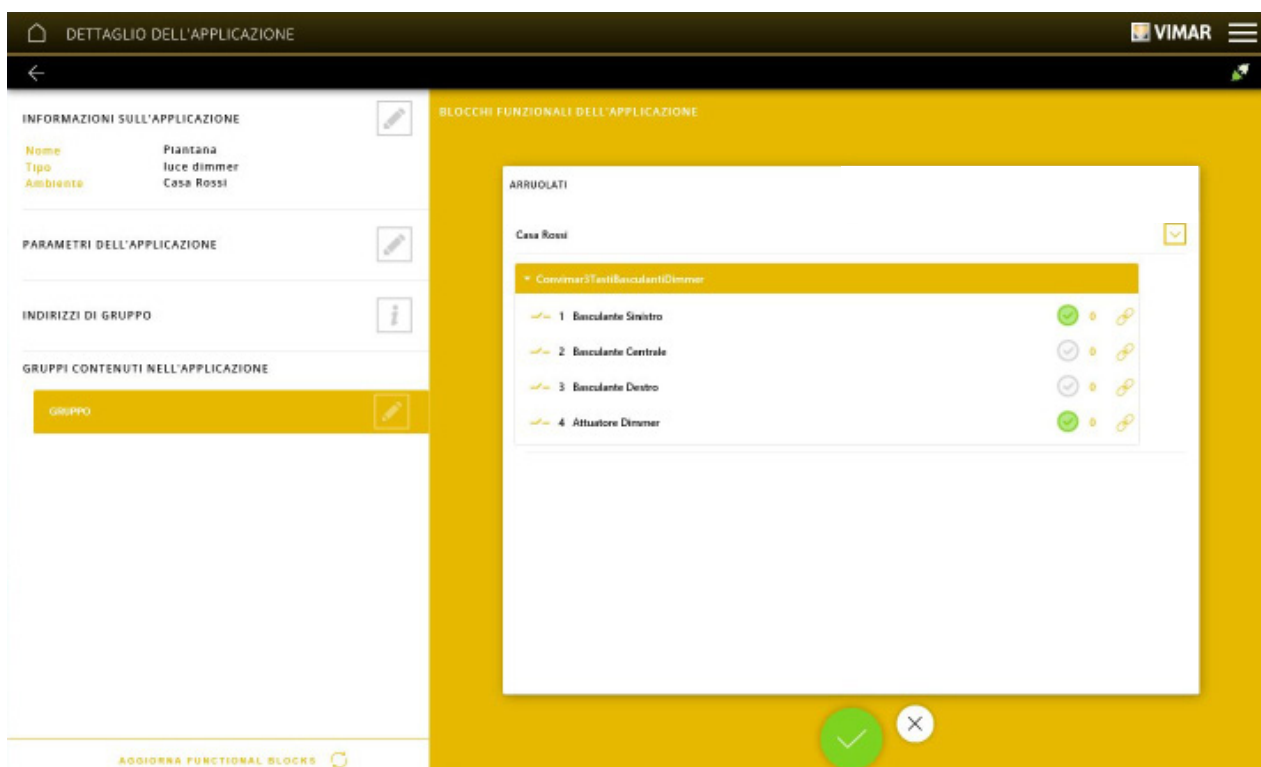 DETTAGLIO DELL'APPLICAZIONE
VIMAR
INFORMAZIONI SULL'APPLICAZIONE
Nome Piantana
Tipo luce dimmer
Ambiente Casa Rossi
PARAMETRI DELL'APPLICAZIONE
INDIRIZZI DI GRUPPO
GRUPPI CONTENUTI NELL'APPLICAZIONE
GRUPPO
AGGIORNA FUNCTIONAL BLOCKS
BLOCCHI FUNZIONALI DELL'APPLICAZIONE
ARRUOLATI
Casa Rossi
Convimar3TastiBasculantiDimmer
1 Basculante Sinistro 0
2 Basculante Centrale 0
3 Basculante Destro 0
4 Attuatore Dimmer 0